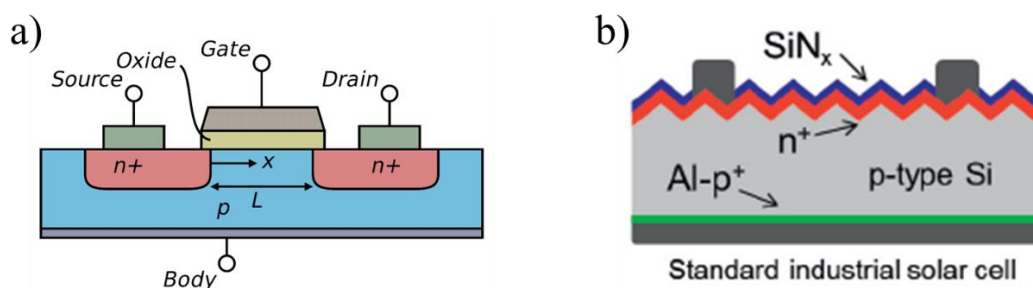 a)
Source
Oxide
Gate
Drain
n+
x
n+
L
p
Body
b)
SiNx
n+
Al-p+
p-type Si
Standard industrial solar cell